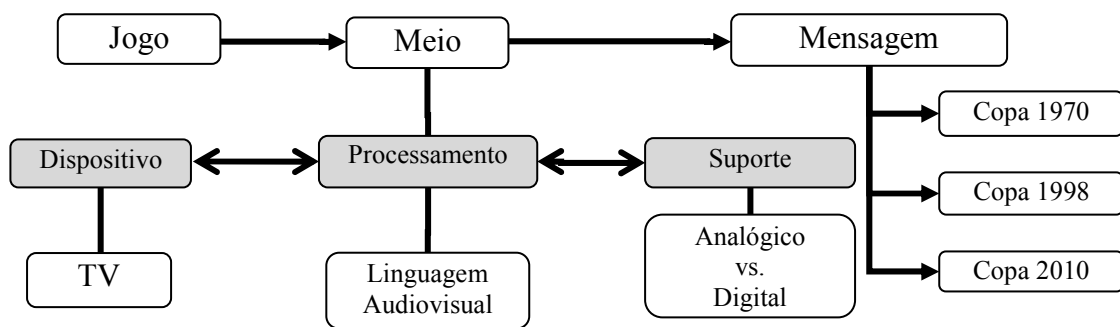 Jogo
Meio
Mensagem
Copa 1970
Dispositivo
Processamento
Suporte
Copa 1998
TV
Linguagem
Audiovisual
Analógico
vs.
Digital
Copa 2010